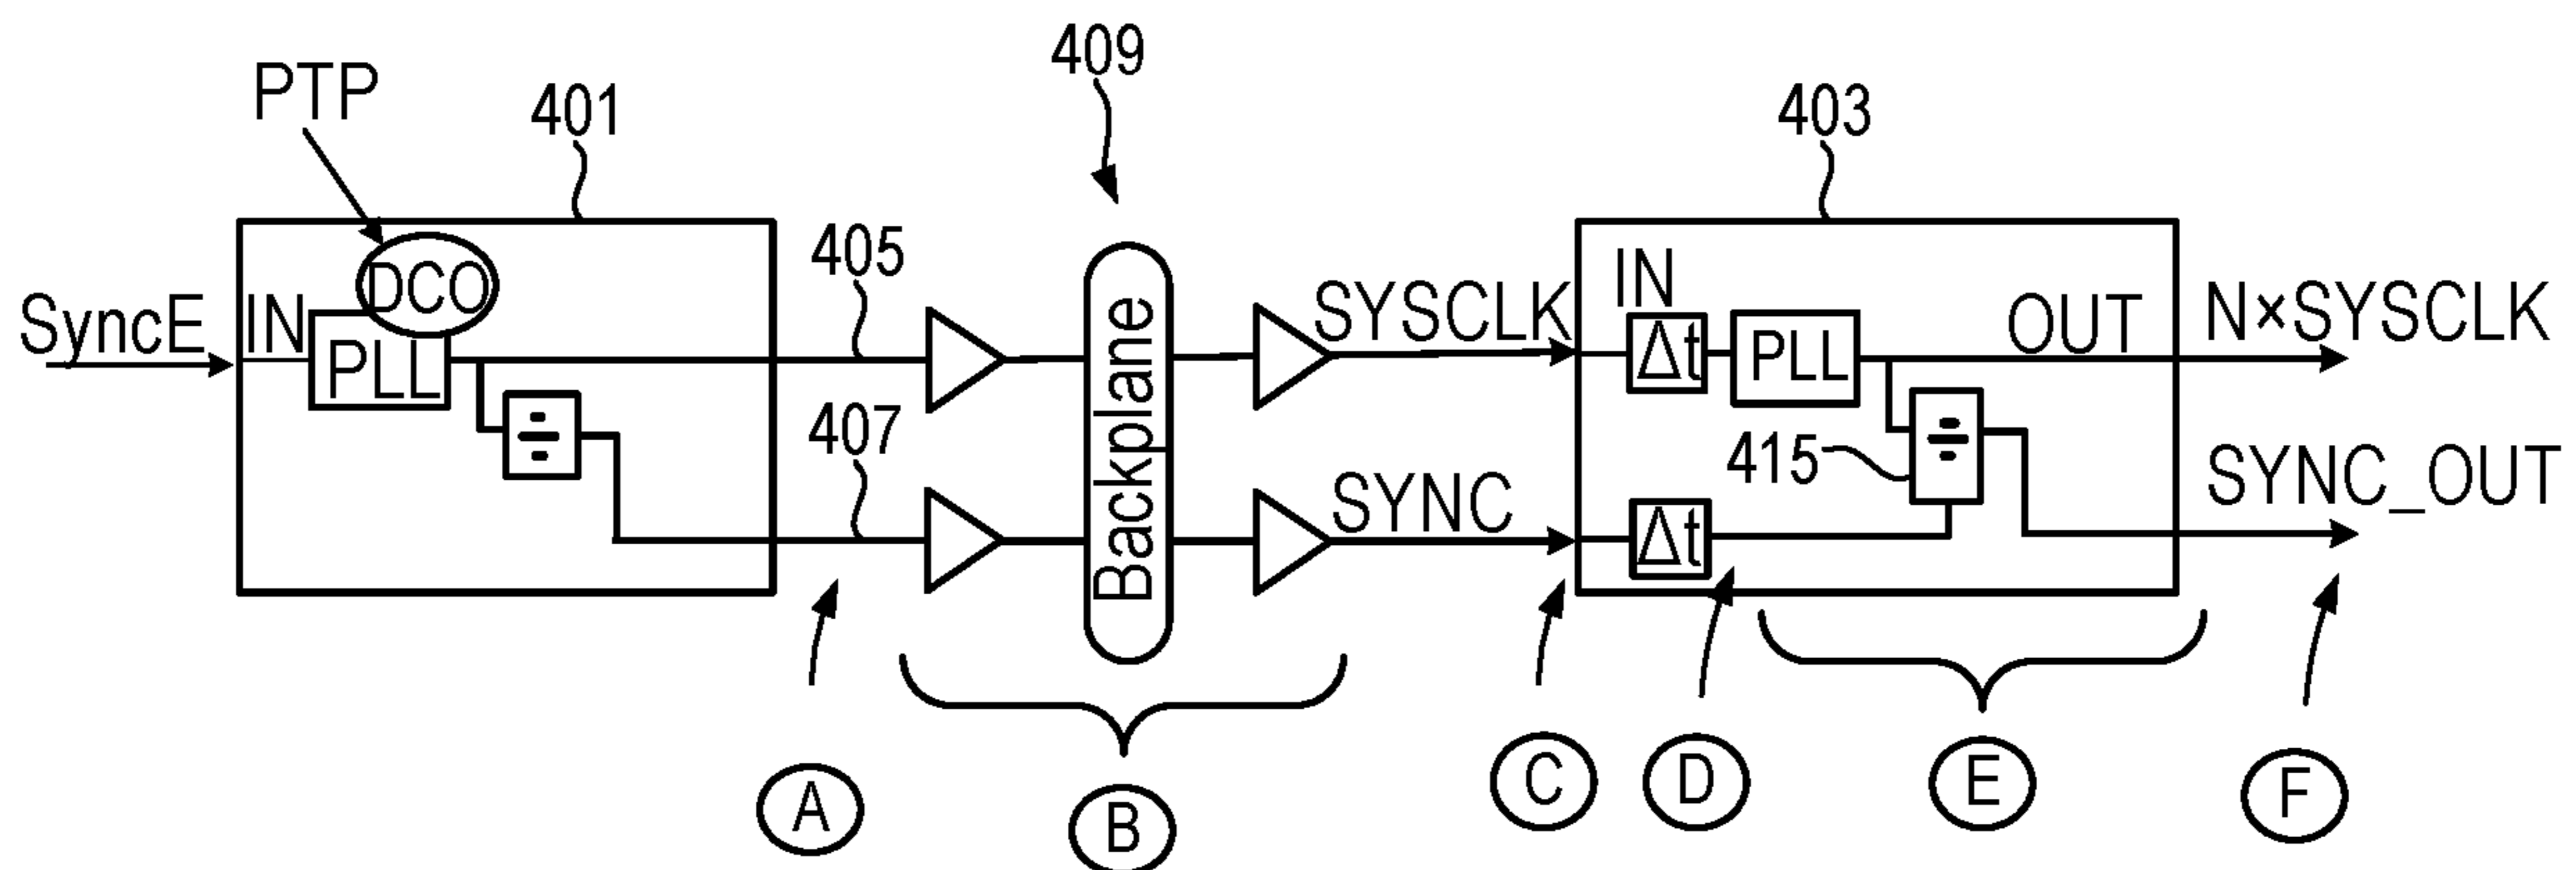 409
PTP
401
403
405
SyncE
IN
DCO
PLL
÷
407
Backplane
SYSCLK
SYNC
IN
Δt
PLL
OUT
N×SYSCLK
415
÷
Δt
SYNC_OUT
A
B
C
D
E
F